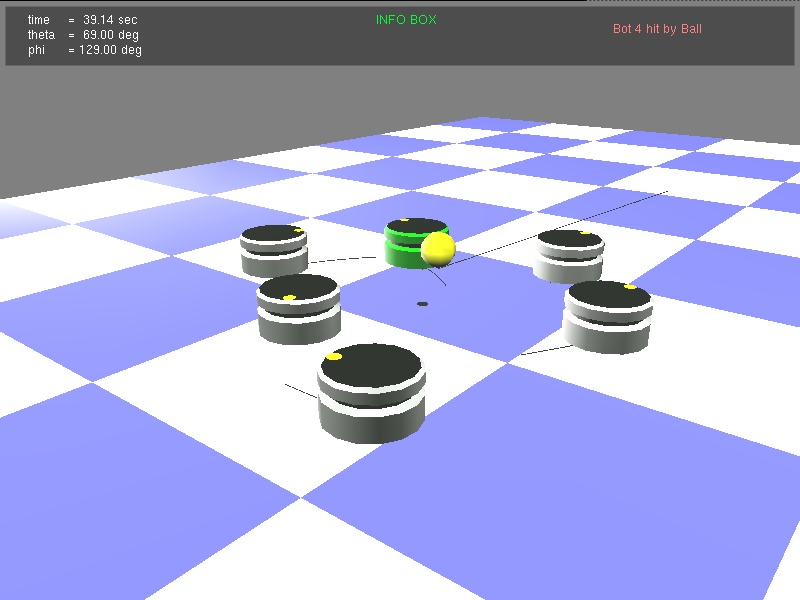 time = 39.14 sec
theta = 69.00 deg
phi = 129.00 deg
INFO BOX
Bot 4 hit by Ball